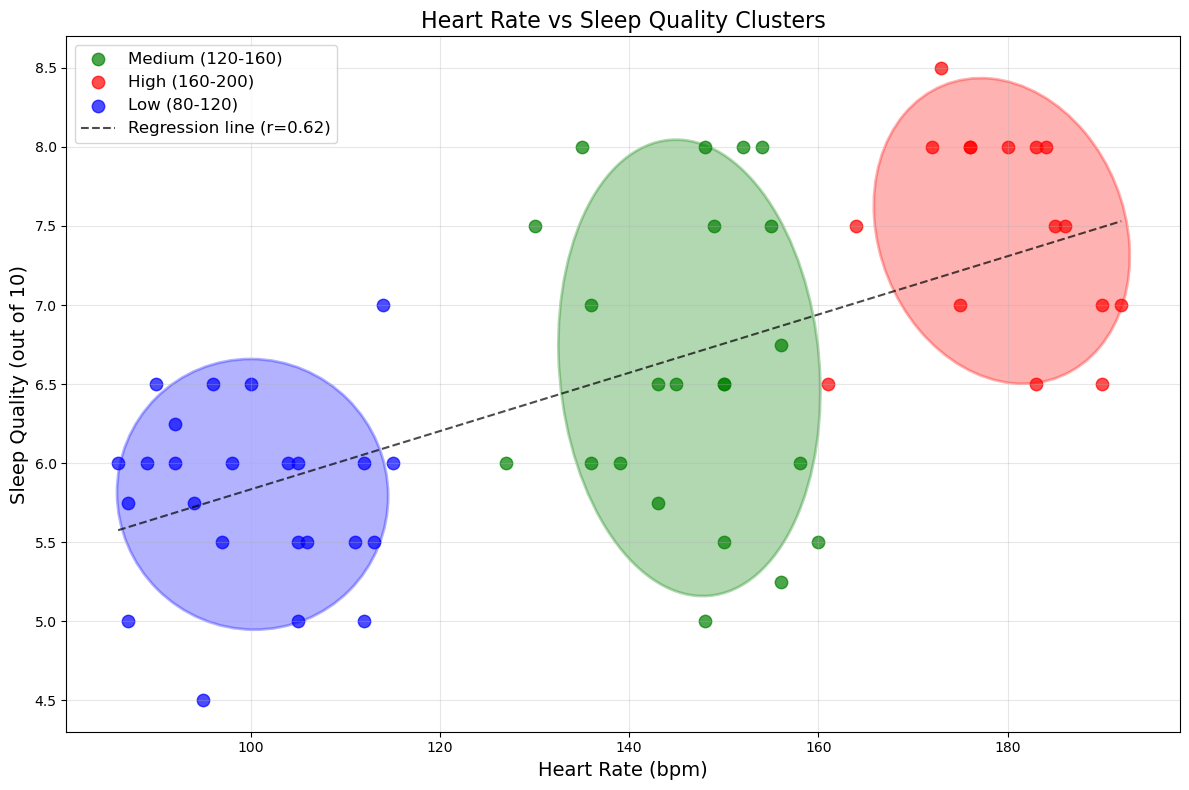 Heart Rate vs Sleep Quality Clusters
Medium (120-160)
High (160-200)
Low (80-120)
Regression line (r=0.62)
8.5
8.0
7.5
7.0
6.5
6.0
5.5
5.0
4.5
Sleep Quality (out of 10)
100
120
140
160
180
Heart Rate (bpm)